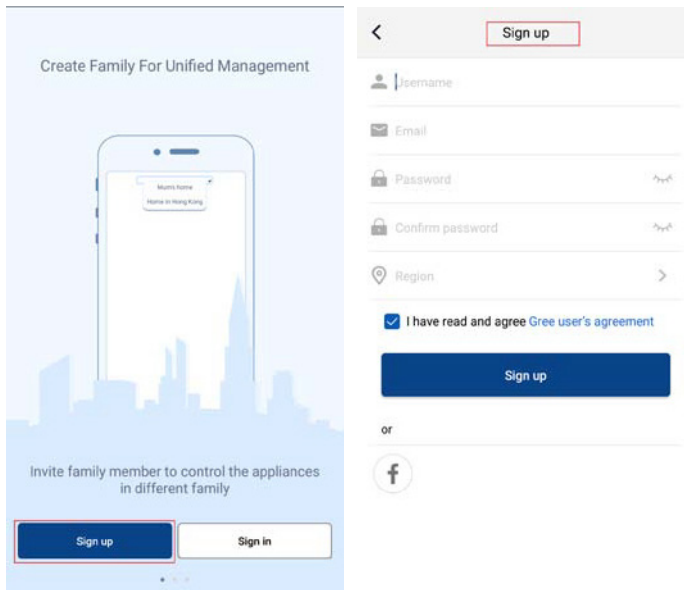 Create Family For Unified Management
Mum's home
Home in Hong Kong
Invite family member to control the appliances
in different family
Sign up
Sign in
Sign up
Username
Email
Password
Confirm password
Region
I have read and agree Gree user's agreement
Sign up
or